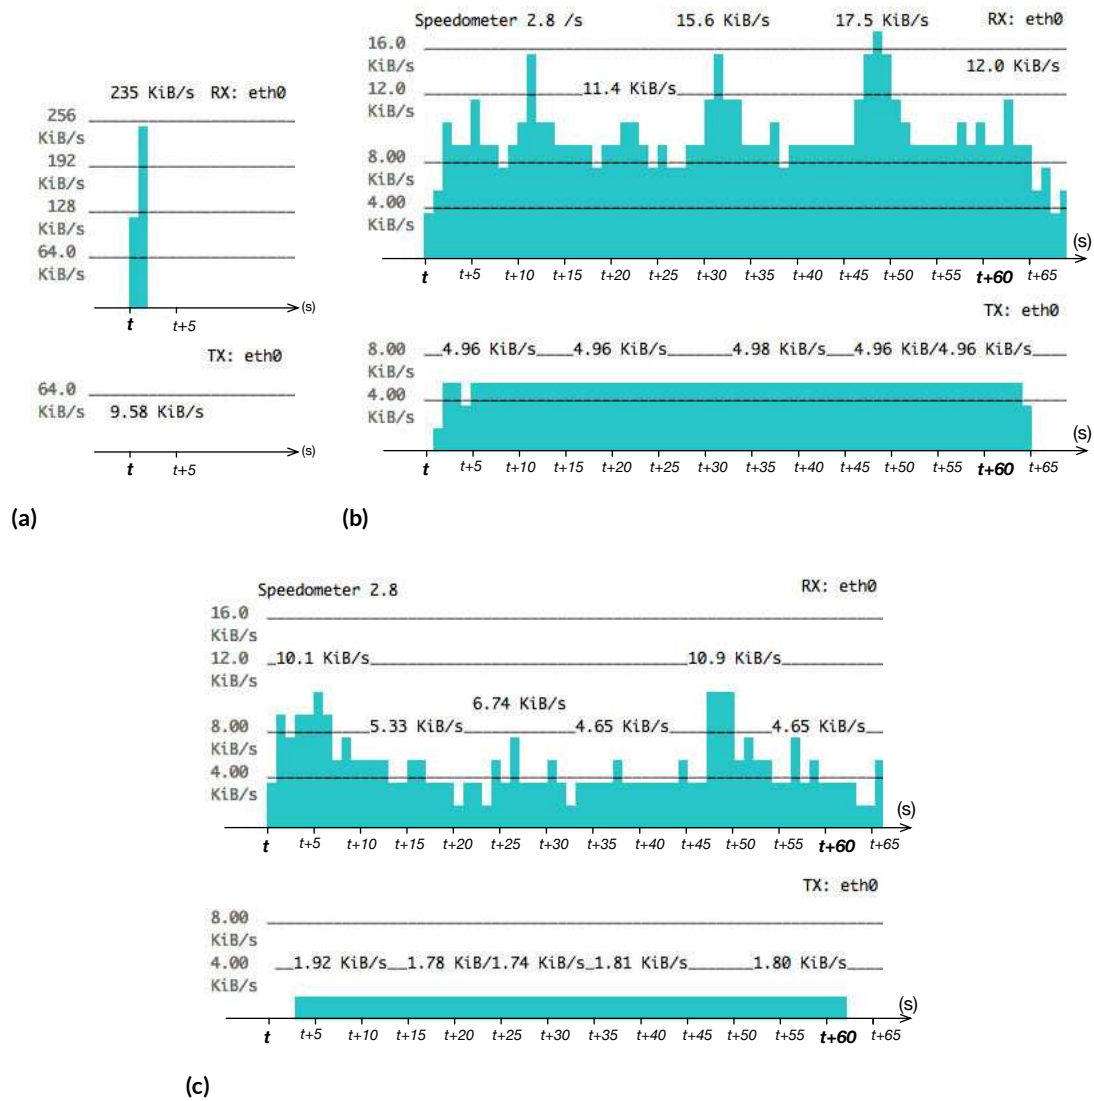 235 KiB/s RX: eth0
256
KiB/s
192
KiB/s
128
KiB/s
64.0
KiB/s
(s)
t t+5
TX: eth0
64.0
KiB/s
9.58 KiB/s
(s)
t t+5
(a)
Speedometer 2.8 /s 15.6 KiB/s 17.5 KiB/s RX: eth0
16.0
KiB/s
12.0 KiB/s
12.0
KiB/s
11.4 KiB/s
8.00
KiB/s
4.00
KiB/s
(s)
t t+5 t+10 t+15 t+20 t+25 t+30 t+35 t+40 t+45 t+50 t+55 t+60 t+65
TX: eth0
8.00
KiB/s
4.96 KiB/s 4.96 KiB/s 4.98 KiB/s 4.96 KiB/4.96 KiB/s
4.00
KiB/s
(s)
t t+5 t+10 t+15 t+20 t+25 t+30 t+35 t+40 t+45 t+50 t+55 t+60 t+65
(b)
Speedometer 2.8 RX: eth0
16.0
KiB/s
12.0
KiB/s
10.1 KiB/s 10.9 KiB/s
6.74 KiB/s
8.00
KiB/s
5.33 KiB/s 4.65 KiB/s 4.65 KiB/s
4.00
KiB/s
(s)
t t+5 t+10 t+15 t+20 t+25 t+30 t+35 t+40 t+45 t+50 t+55 t+60 t+65
TX: eth0
8.00
KiB/s
4.00
KiB/s
1.92 KiB/s 1.78 KiB/1.74 KiB/s 1.81 KiB/s 1.80 KiB/s
(s)
t t+5 t+10 t+15 t+20 t+25 t+30 t+35 t+40 t+45 t+50 t+55 t+60 t+65
(c)